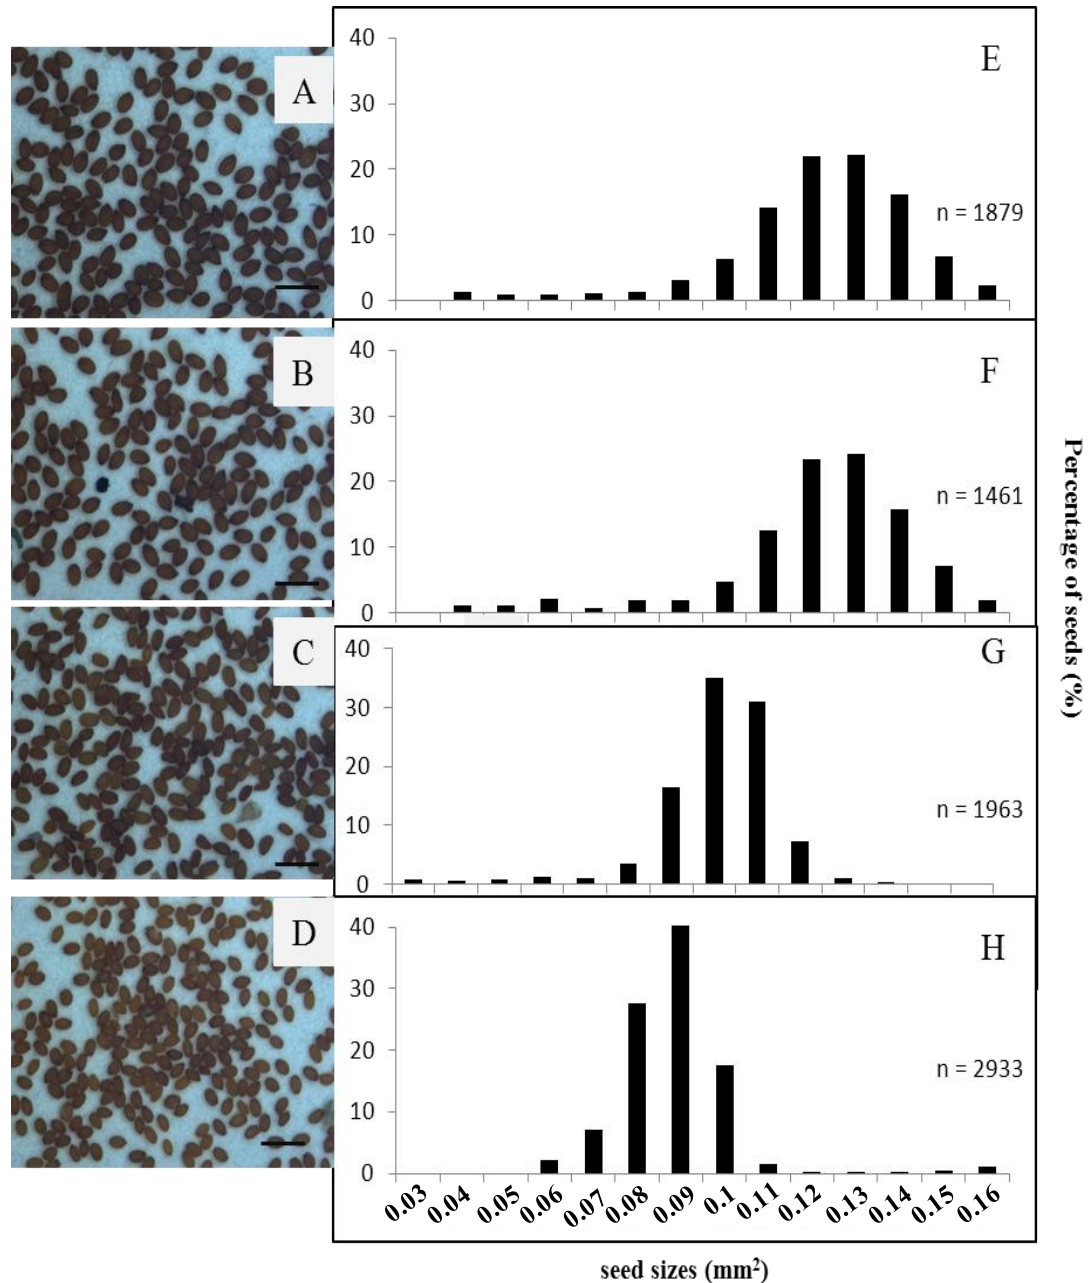 A
B
C
D
40
30
20
10
0
E
n = 1879
40
30
20
10
0
F
n = 1461
40
30
20
10
0
G
n = 1963
40
30
20
10
0
H
n = 2933
0.03 0.04 0.05 0.06 0.07 0.08 0.09 0.1 0.11 0.12 0.13 0.14 0.15 0.16
seed sizes (mm²)
Percentage of seeds (%)